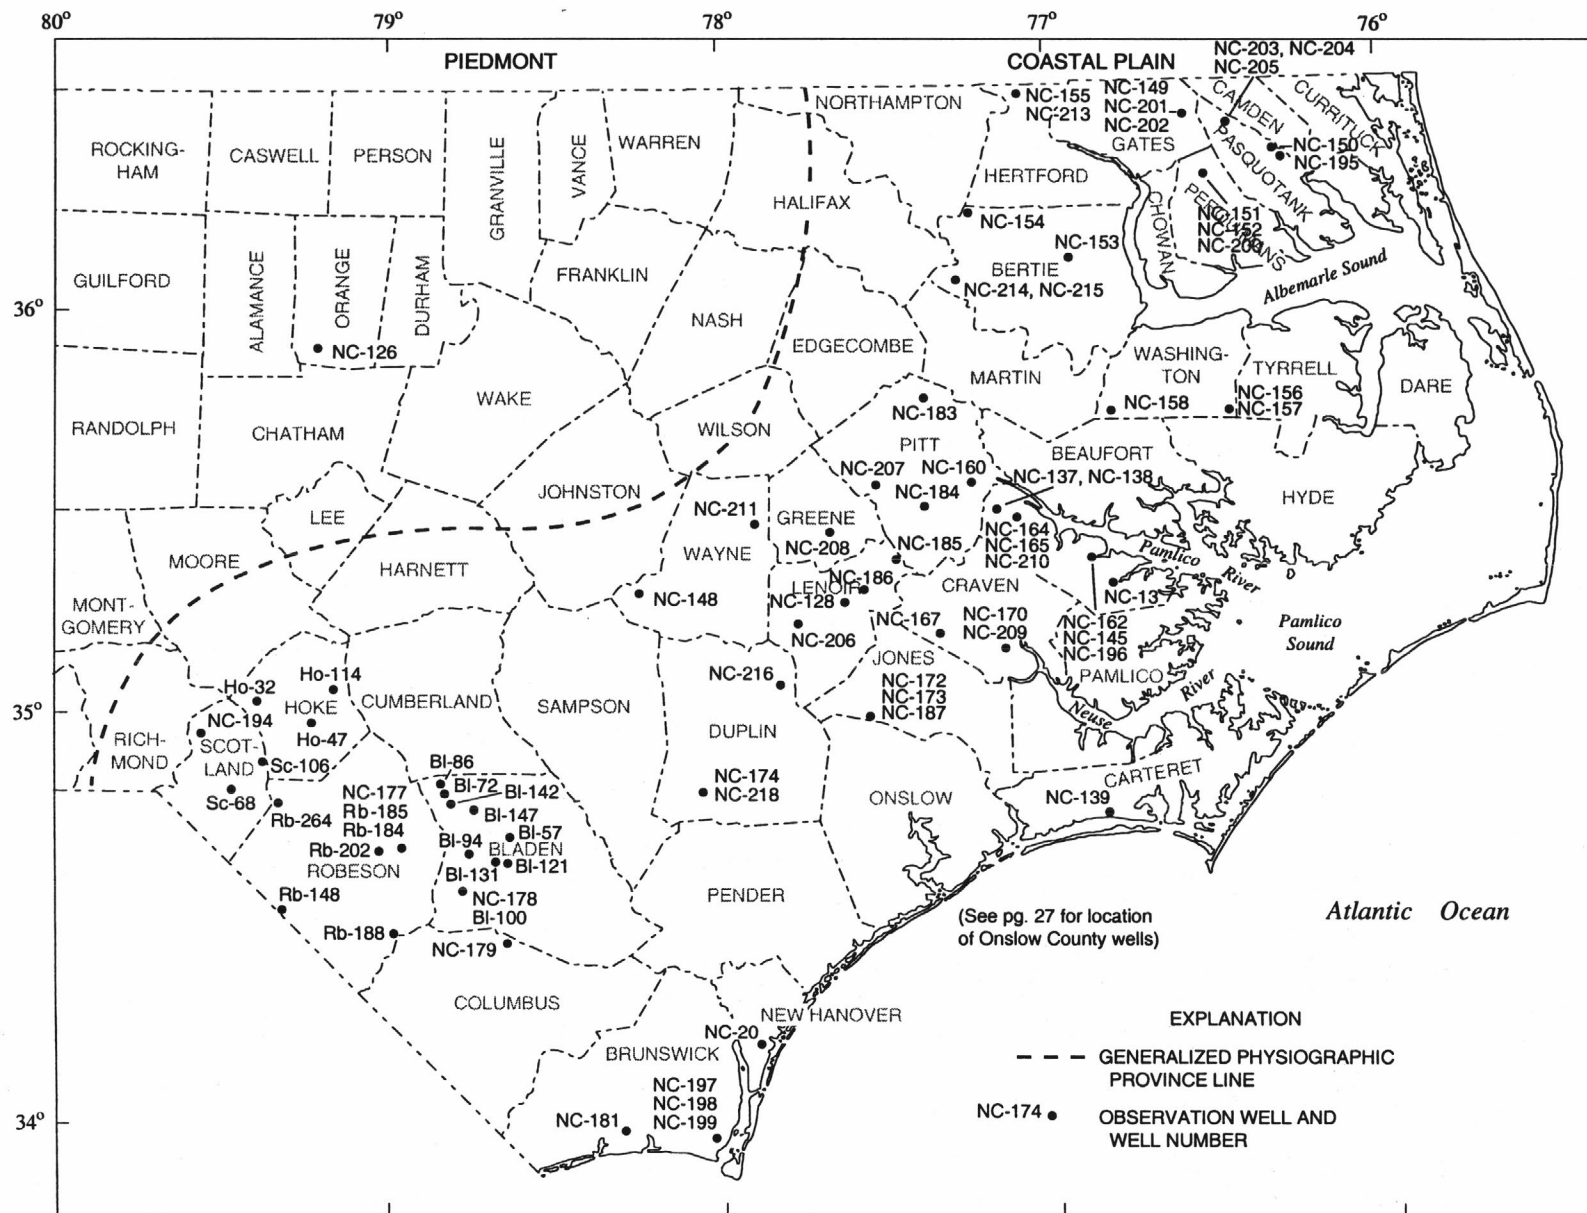 80° 79° 78° 77° 76°
PIEDMONT
COASTAL PLAIN
NC-203, NC-204
NC-205
NORTHAMPTON
NC-155
NC-213
NC-149
NC-201
NC-202
GATES
CAMDEN
CURRITUCK
PASQUOTANK
NC-150
NC-195
ROCKING-
HAM
CASWELL
PERSON
GRANVILLE
VANCE
WARREN
HALIFAX
HERTFORD
NC-154
CHOWAN
PERQUIMANS
NC-151
NC-152
NC-200
NC-153
BERTIE
NC-214, NC-215
Albemarle Sound
GUILFORD
ALAMANCE
ORANGE
DURHAM
FRANKLIN
NASH
EDGECOMBE
36°
NC-126
WAKE
MARTIN
WASHING-
TON
TYRRELL
DARE
NC-156
NC-157
NC-158
NC-183
RANDOLPH
CHATHAM
WILSON
PITT
BEAUFORT
NC-207
NC-160
NC-137, NC-138
NC-184
HYDE
JOHNSTON
LEE
NC-211
GREENE
NC-208
NC-185
NC-164
NC-165
NC-210
Pamlico
River
MOORE
HARNETT
WAYNE
NC-148
LENOIR
NC-186
NC-128
NC-206
CRAVEN
NC-137
MONT-
GOMERY
NC-167
NC-170
NC-209
NC-162
NC-145
NC-196
Pamlico
Sound
JONES
NC-172
NC-173
NC-187
PAMLICO
Neuse
River
Ho-114
Ho-32
HOKE
Ho-47
CUMBERLAND
SAMPSON
NC-216
DUPLIN
35°
NC-194
RICH-
MOND
SCOT-
LAND
Sc-106
Sc-68
Rb-264
NC-177
Rb-185
Rb-184
Rb-202
ROBESON
Bl-86
Bl-72
Bl-142
Bl-147
Bl-57
Bl-94
BLADEN
Bl-121
Bl-131
NC-178
Bl-100
NC-174
NC-218
ONSLOW
CARTERET
NC-139
Rb-148
Rb-188
NC-179
PENDER
(See pg. 27 for location
of Onslow County wells)
Atlantic Ocean
COLUMBUS
NEW HANOVER
NC-20
BRUNSWICK
NC-197
NC-198
NC-199
NC-181
34°
EXPLANATION
GENERALIZED PHYSIOGRAPHIC
PROVINCE LINE
NC-174
OBSERVATION WELL AND
WELL NUMBER